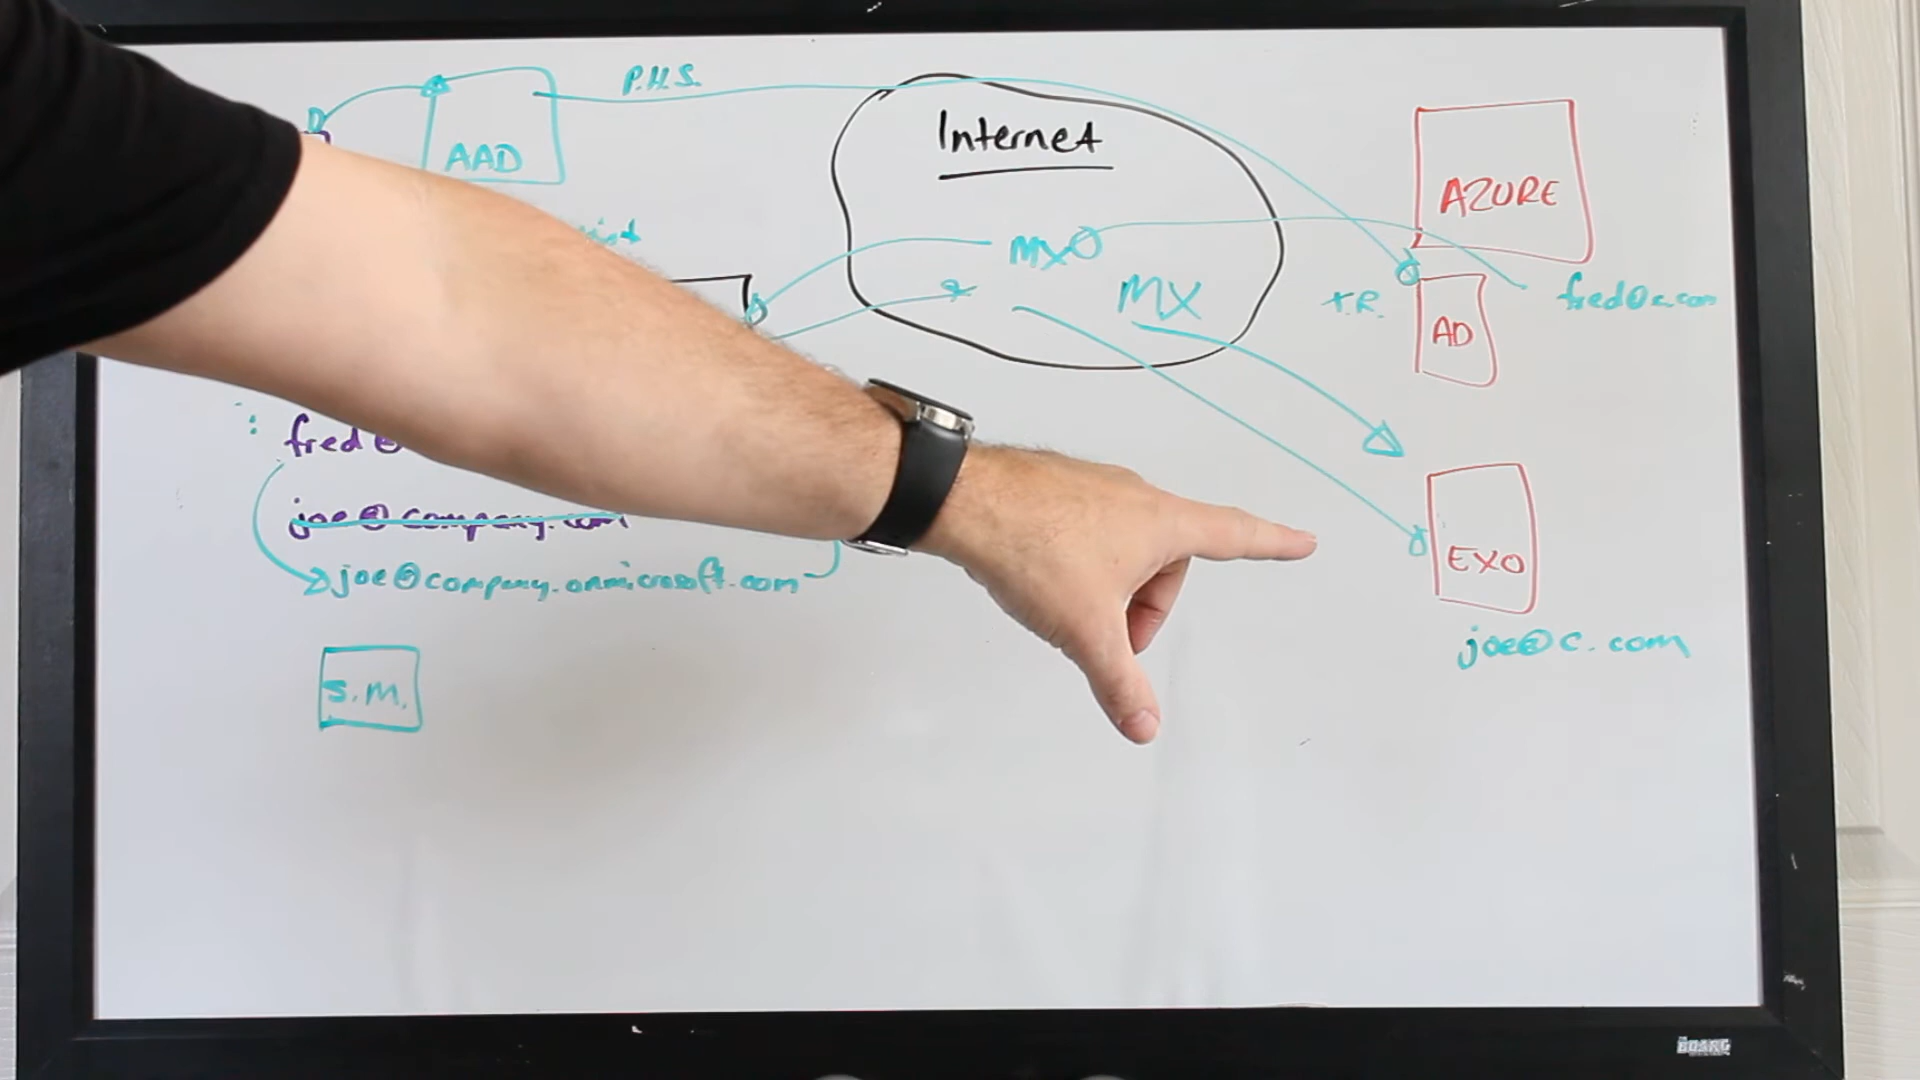 P.H.S.
Internet
AAD
AZURE
MX
MX
fred@c.com
T.R.
AD
fred@
joe@company.com
joe@company.onmicrosoft.com
EXO
joe@c.com
S.M.
BOARG